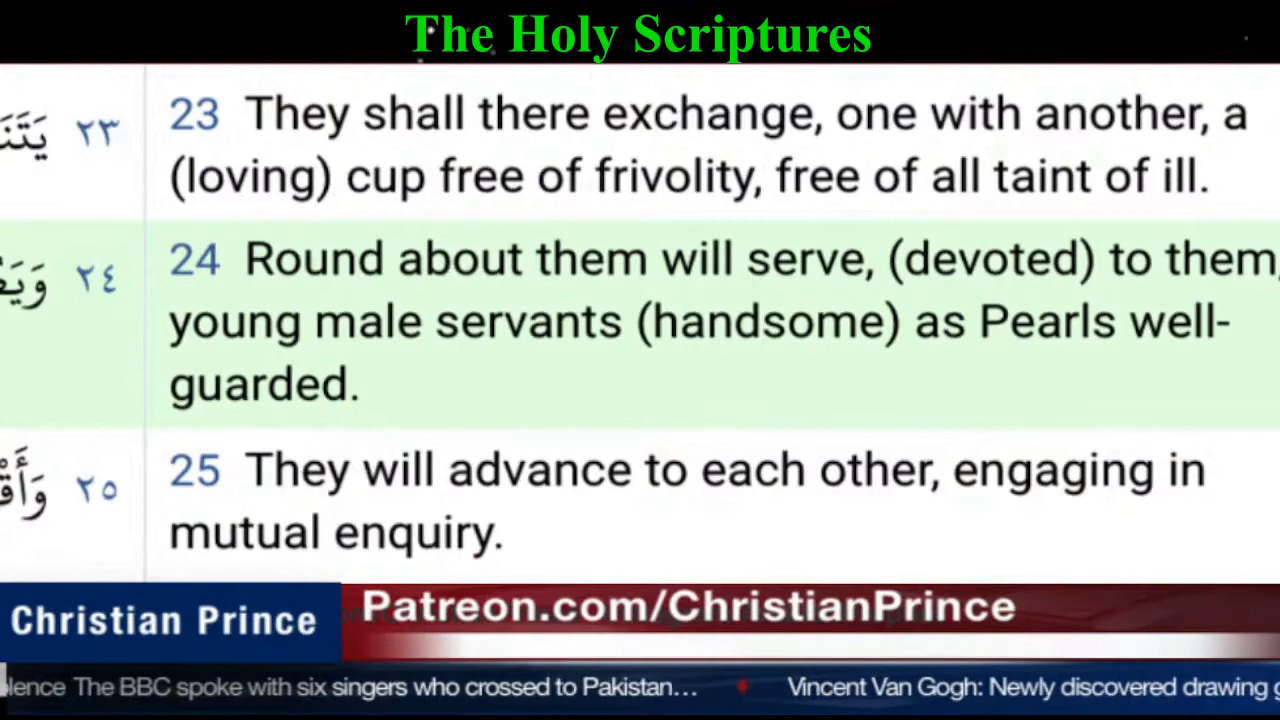 The Holy Scriptures
23 They shall there exchange, one with another, a
٢٣
(loving) cup free of frivolity, free of all taint of ill.
24 Round about them will serve, (devoted) to them,
٢٤
young male servants (handsome) as Pearls well-
guarded.
25 They will advance to each other, engaging in
٢٥
mutual enquiry.
Christian Prince
Patreon.com/ChristianPrince
The BBC spoke with six singers who crossed to Pakistan… Vincent Van Gogh: Newly discovered drawing